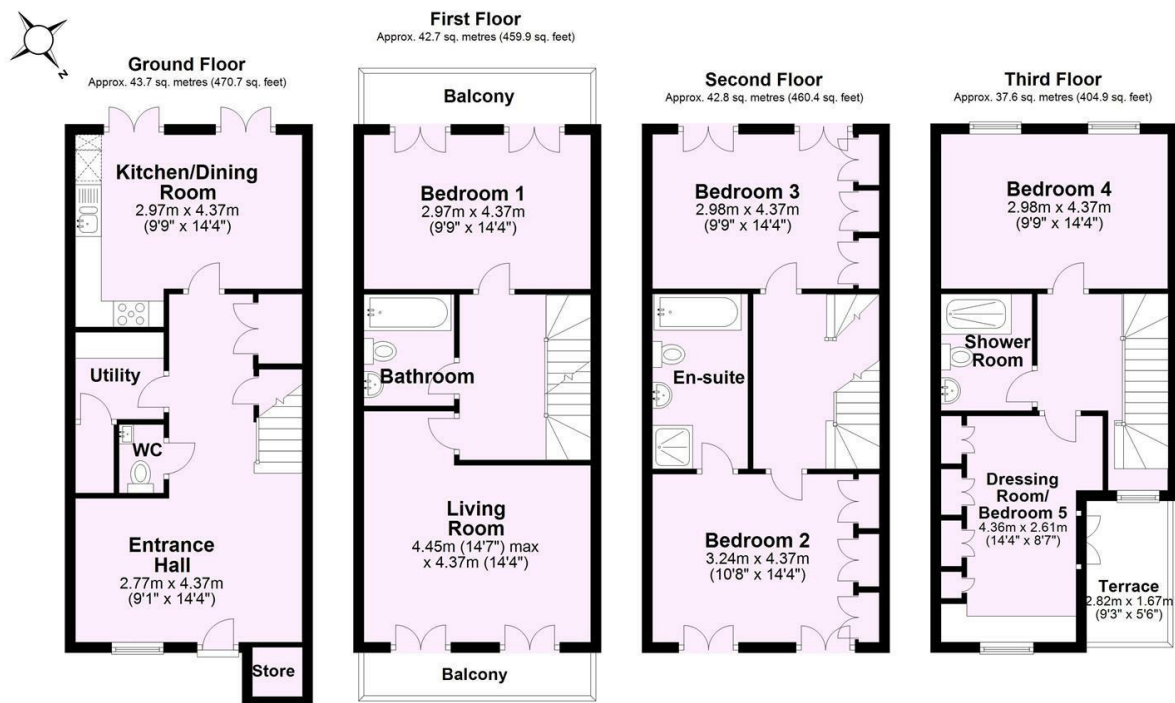 N
Ground Floor
Approx. 43.7 sq. metres (470.7 sq. feet)
Kitchen/Dining
Room
2.97m x 4.37m
(9'9" x 14'4")
Utility
WC
Entrance
Hall
2.77m x 4.37m
(9'1" x 14'4")
Store
First Floor
Approx. 42.7 sq. metres (459.9 sq. feet)
Balcony
Bedroom 1
2.97m x 4.37m
(9'9" x 14'4")
Bathroom
Living
Room
4.45m (14'7") max
x 4.37m (14'4")
Balcony
Second Floor
Approx. 42.8 sq. metres (460.4 sq. feet)
Bedroom 3
2.98m x 4.37m
(9'9" x 14'4")
En-suite
Bedroom 2
3.24m x 4.37m
(10'8" x 14'4")
Third Floor
Approx. 37.6 sq. metres (404.9 sq. feet)
Bedroom 4
2.98m x 4.37m
(9'9" x 14'4")
Shower
Room
Dressing
Room/
Bedroom 5
4.36m x 2.61m
(14'4" x 8'7")
Terrace
2.82m x 1.67m
(9'3" x 5'6")